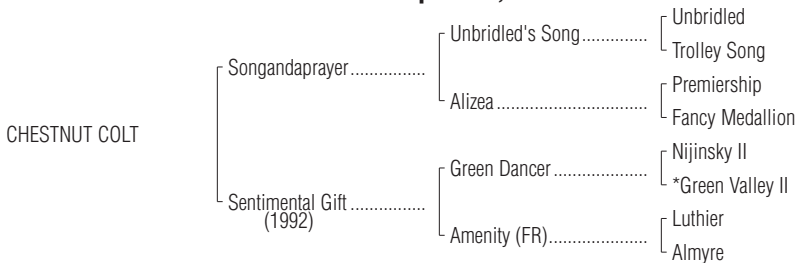 Unbridled
Unbridled's Song..............
Trolley Song
Songandaprayer................
Premiership
Alizea................................
Fancy Medallion
CHESTNUT COLT
Nijinsky II
Green Dancer....................
*Green Valley II
Sentimental Gift................
(1992)
Luthier
Amenity (FR).....................
Almyre